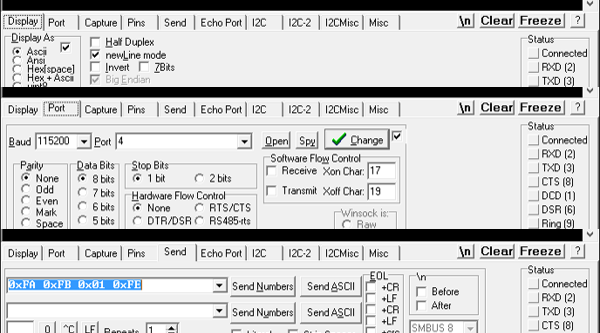 Display Port Capture Pins Send Echo Port I2C I2C-2 I2CMisc Misc \n Clear Freeze ?
Display As
Ascii
Ansi
Hex[space]
Hex + Ascii
Half Duplex
newLine mode
Invert 7Bits
Big Endian
Status
Connected
RXD (2)
TXD (3)
Display Port Capture Pins Send Echo Port I2C I2C-2 I2CMisc Misc \n Clear Freeze ?
Baud 115200 Port 4 Open Spy Change
Parity
None
Odd
Even
Mark
Space
Data Bits
8 bits
7 bits
6 bits
5 bits
Stop Bits
1 bit 2 bits
Hardware Flow Control
None RTS/CTS
DTR/DSR RS485-rts
Software Flow Control
Receive Xon Char: 17
Transmit Xoff Char: 19
Winsock is:
Raw
Status
Connected
RXD (2)
TXD (3)
CTS (8)
DCD (1)
DSR (6)
Ring (9)
Display Port Capture Pins Send Echo Port I2C I2C-2 I2CMisc Misc \n Clear Freeze ?
0xFA 0xFB 0x01 0xFE Send Numbers Send ASCII
Send Numbers Send ASCII
0 ^C LF Repeats 1
EOL
+CR
+LF
+CR
+LF
\n
Before
After
SMBUS 8
Status
Connected
RXD (2)
TXD (3)
CTS (8)